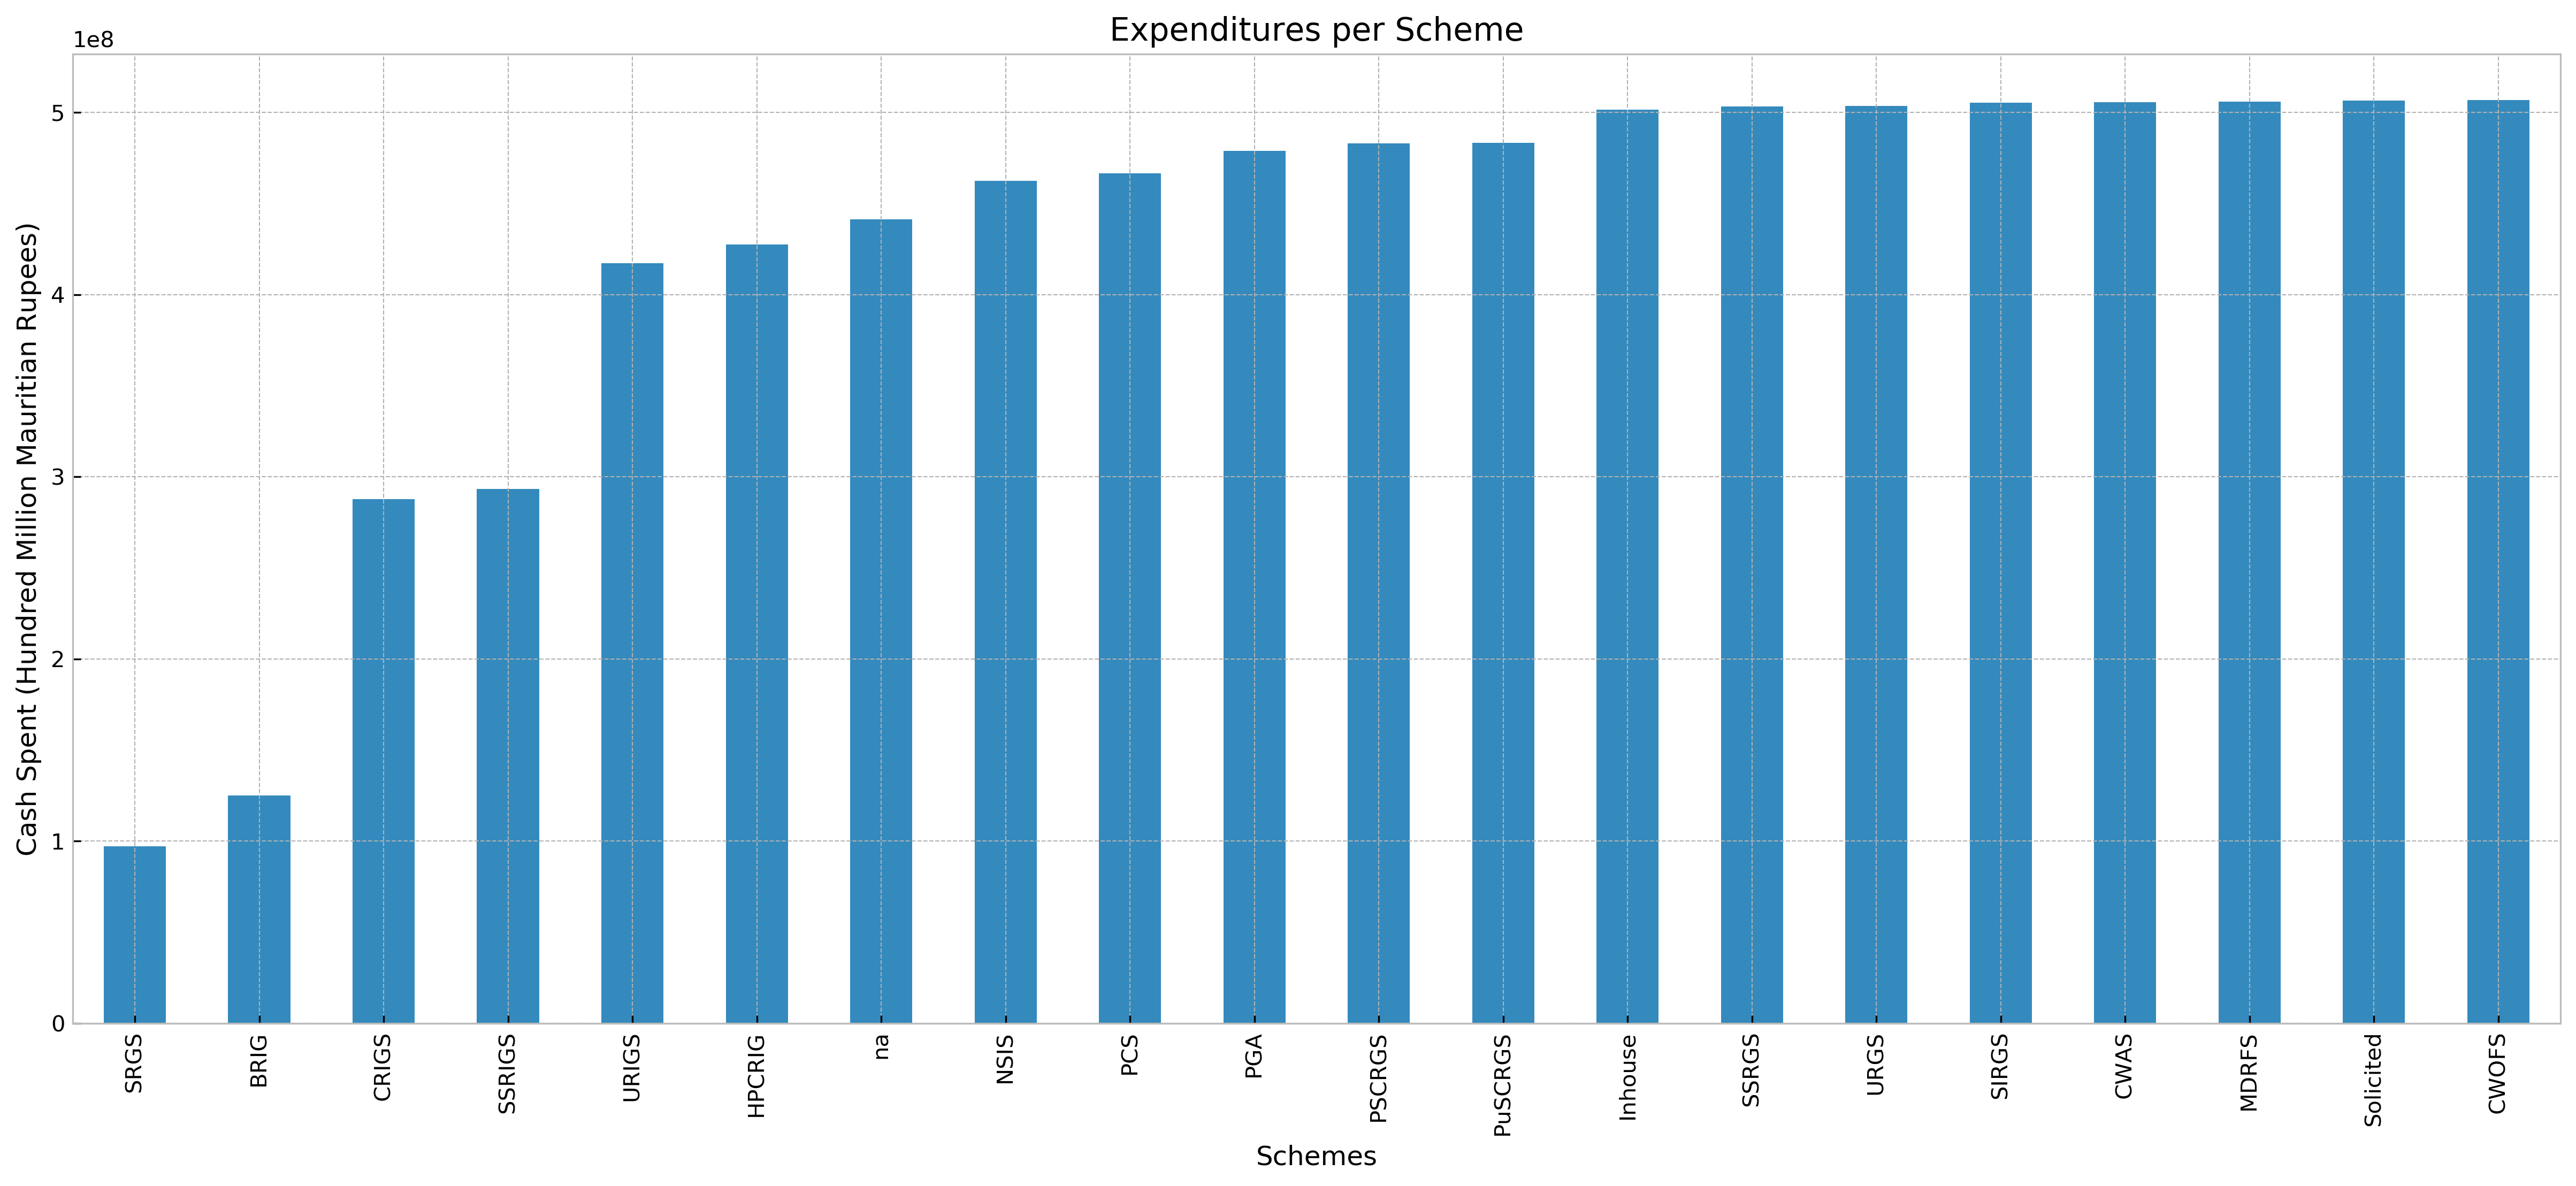 Expenditures per Scheme
1e8
Cash Spent (Hundred Million Mauritian Rupees)
5
4
3
2
1
0
SRGS
BRIG
CRIGS
SSRIGS
URIGS
HPCRIG
na
NSIS
PCS
PGA
PSCRGS
PuSCRGS
Inhouse
SSRGS
URGS
SIRGS
CWAS
MDRFS
Solicited
CWOFS
Schemes